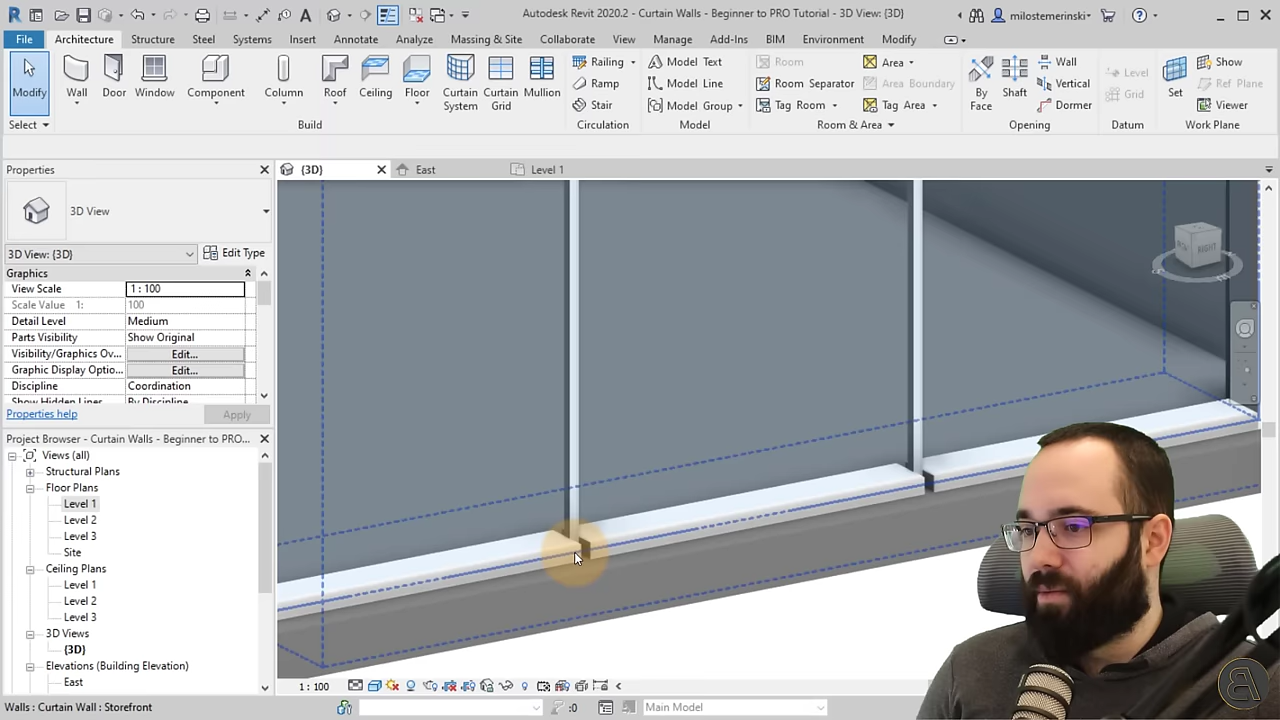 Autodesk Revit 2020.2 - Curtain Walls - Beginner to PRO Tutorial - 3D View: {3D}
milostemerinski
File Architecture Structure Steel Systems Insert Annotate Analyze Massing & Site Collaborate View Manage Add-Ins BIM Environment Modify
Modify Wall Door Window Component Column Roof Ceiling Floor Curtain System Curtain Grid Mullion
Railing Model Text Room Area
Ramp Model Line Room Separator Area Boundary
Stair Model Group Tag Room Tag Area
By Face Shaft Wall Vertical Dormer
Level Grid
Set Show Ref Plane Viewer
Select Build Circulation Model Room & Area Opening Datum Work Plane
Properties
{3D} East Level 1
3D View
3D View: {3D} Edit Type
Graphics
View Scale 1 : 100
Scale Value 1: 100
Detail Level Medium
Parts Visibility Show Original
Visibility/Graphics Ov... Edit...
Graphic Display Optio... Edit...
Discipline Coordination
Show Hidden Lines By Discipline
Properties help Apply
BACK RIGHT
Project Browser - Curtain Walls - Beginner to PRO...
Views (all)
Structural Plans
Floor Plans
Level 1
Level 2
Level 3
Site
Ceiling Plans
Level 1
Level 2
Level 3
3D Views
{3D}
Elevations (Building Elevation)
East
1 : 100
Walls : Curtain Wall : Storefront
:0 Main Model